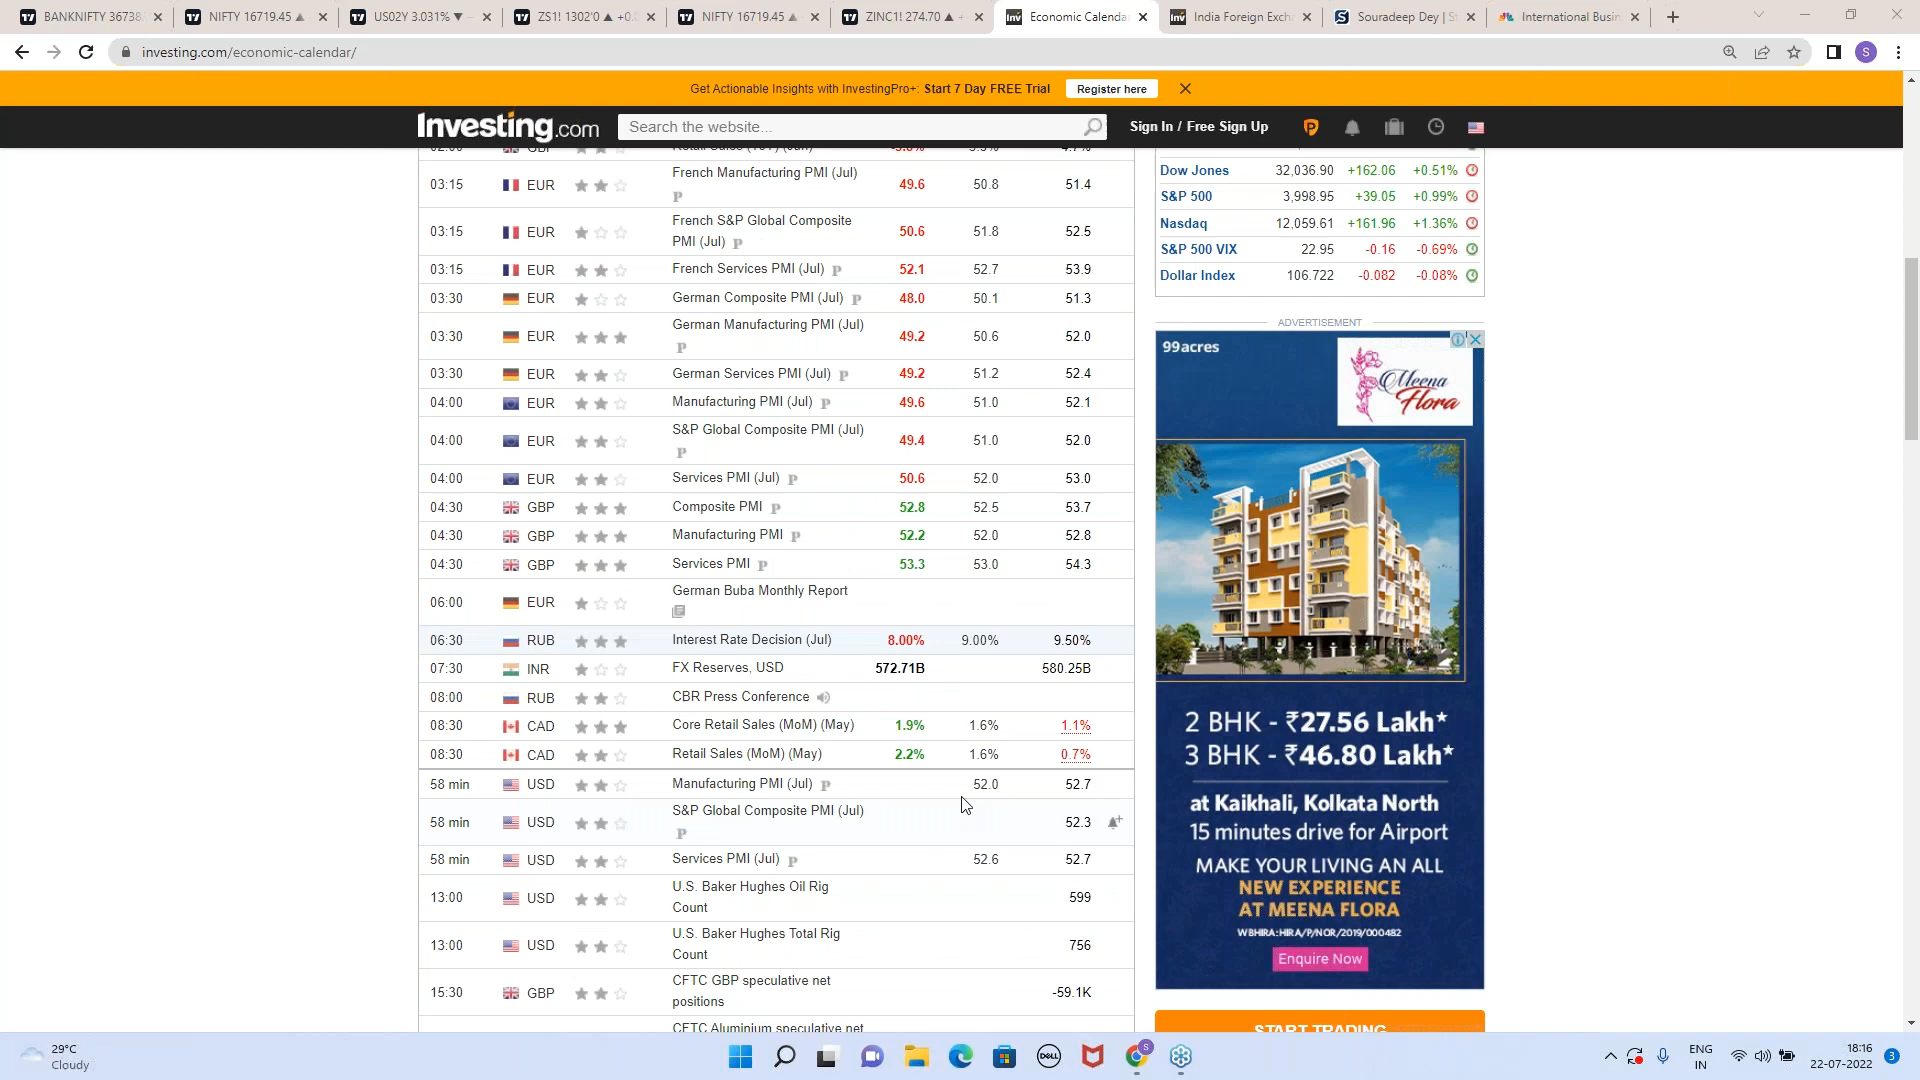 BANKNIFTY 36738
NIFTY 16719.45 ▲
US02Y 3.031% ▼ −
ZS1! 1302'0 ▲ +0.
NIFTY 16719.45 ▲
ZINC1! 274.70 ▲ +
Economic Calenda
India Foreign Exch
Souradeep Dey | St
International Busin
investing.com/economic-calendar/
S
Get Actionable Insights with InvestingPro+: Start 7 Day FREE Trial
Register here
Investing.com
Search the website...
Sign In / Free Sign Up
03:15 EUR French Manufacturing PMI (Jul) P 49.6 50.8 51.4
03:15 EUR French S&P Global Composite PMI (Jul) P 50.6 51.8 52.5
03:15 EUR French Services PMI (Jul) P 52.1 52.7 53.9
03:30 EUR German Composite PMI (Jul) P 48.0 50.1 51.3
03:30 EUR German Manufacturing PMI (Jul) P 49.2 50.6 52.0
03:30 EUR German Services PMI (Jul) P 49.2 51.2 52.4
04:00 EUR Manufacturing PMI (Jul) P 49.6 51.0 52.1
04:00 EUR S&P Global Composite PMI (Jul) P 49.4 51.0 52.0
04:00 EUR Services PMI (Jul) P 50.6 52.0 53.0
04:30 GBP Composite PMI P 52.8 52.5 53.7
04:30 GBP Manufacturing PMI P 52.2 52.0 52.8
04:30 GBP Services PMI P 53.3 53.0 54.3
06:00 EUR German Buba Monthly Report
06:30 RUB Interest Rate Decision (Jul) 8.00% 9.00% 9.50%
07:30 INR FX Reserves, USD 572.71B 580.25B
08:00 RUB CBR Press Conference
08:30 CAD Core Retail Sales (MoM) (May) 1.9% 1.6% 1.1%
08:30 CAD Retail Sales (MoM) (May) 2.2% 1.6% 0.7%
58 min USD Manufacturing PMI (Jul) P 52.0 52.7
58 min USD S&P Global Composite PMI (Jul) P 52.3
58 min USD Services PMI (Jul) P 52.6 52.7
13:00 USD U.S. Baker Hughes Oil Rig Count 599
13:00 USD U.S. Baker Hughes Total Rig Count 756
15:30 GBP CFTC GBP speculative net positions -59.1K
CFTC Aluminium speculative net
Dow Jones 32,036.90 +162.06 +0.51%
S&P 500 3,998.95 +39.05 +0.99%
Nasdaq 12,059.61 +161.96 +1.36%
S&P 500 VIX 22.95 -0.16 -0.69%
Dollar Index 106.722 -0.082 -0.08%
ADVERTISEMENT
99acres
Meena
Flora
2 BHK - ₹27.56 Lakh*
3 BHK - ₹46.80 Lakh*
at Kaikhali, Kolkata North
15 minutes drive for Airport
MAKE YOUR LIVING AN ALL
NEW EXPERIENCE
AT MEENA FLORA
WBHIRA:HIRA/P/NOR/2019/000482
Enquire Now
START TRADING
29°C
Cloudy
DELL
S
ENG
IN
18:16
22-07-2022
3